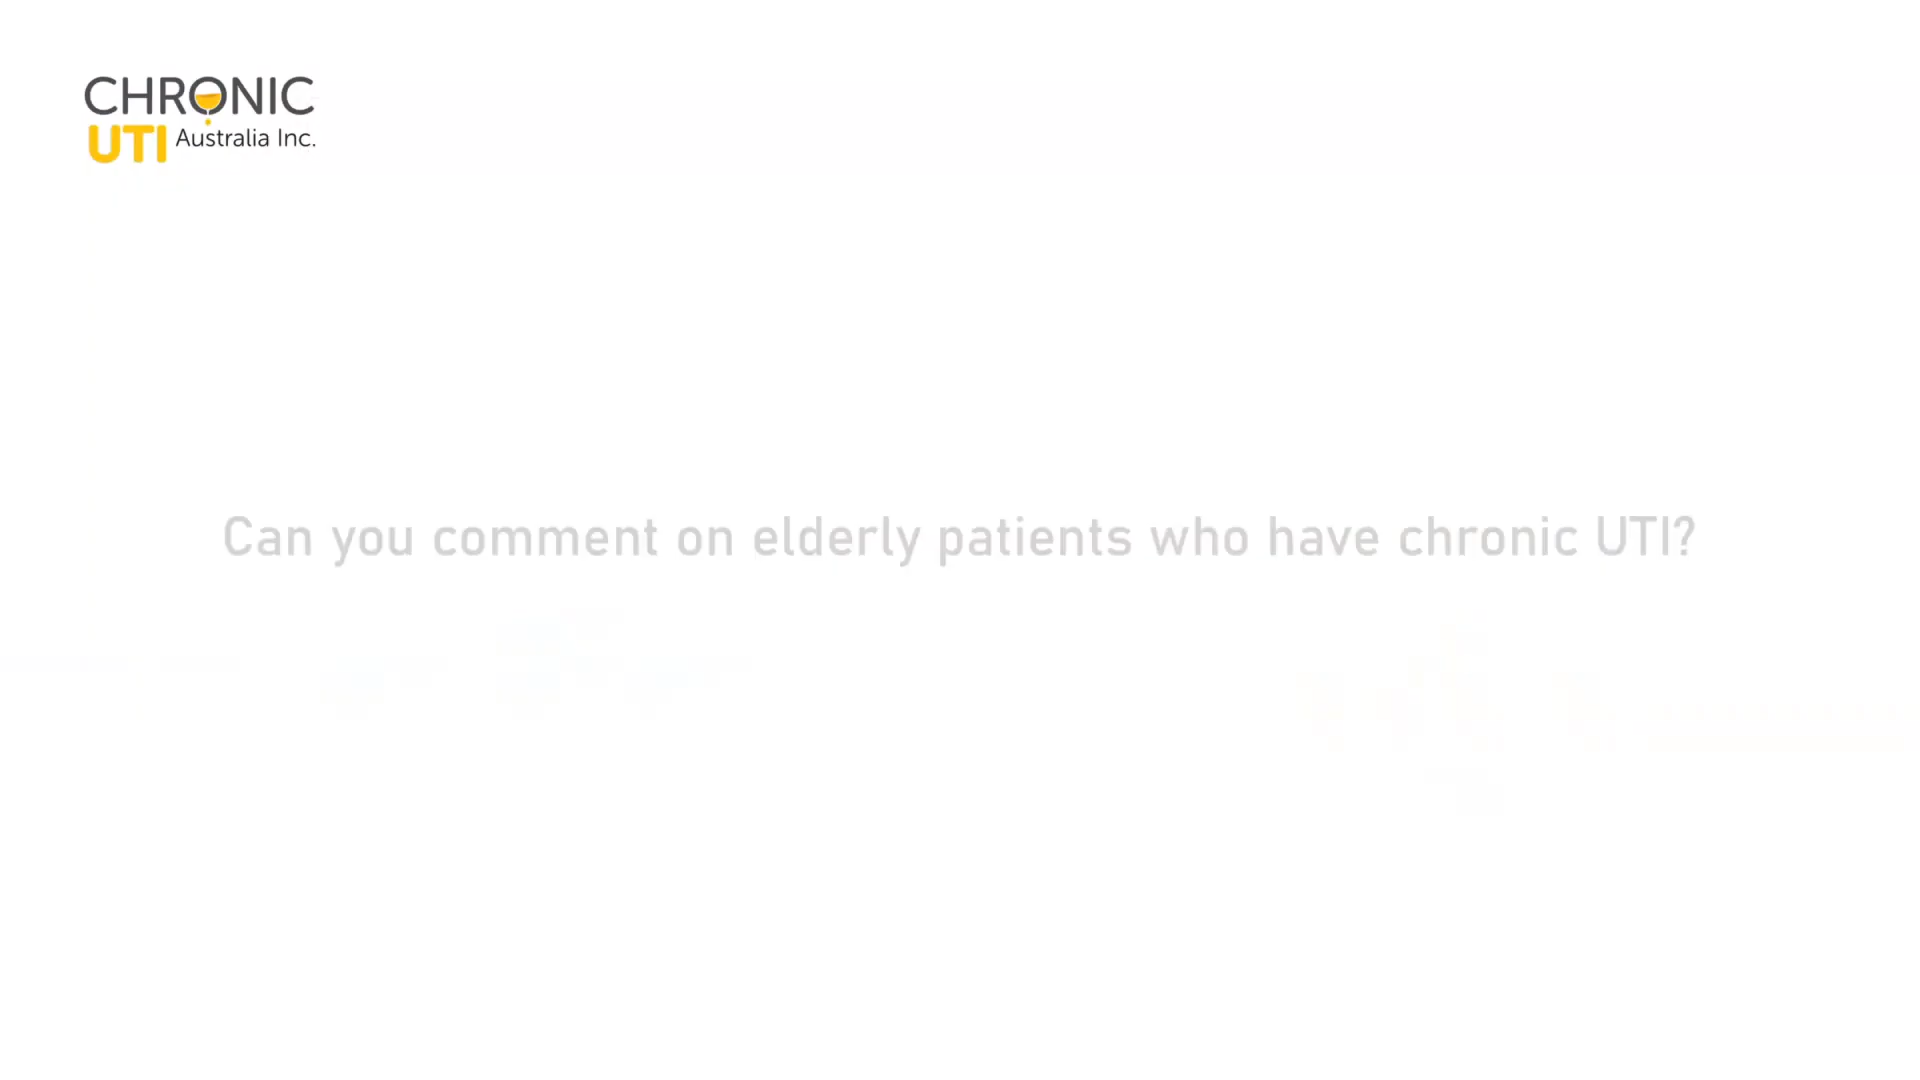 CHRONIC
UTI Australia Inc.
Can you comment on elderly patients who have chronic UTI?